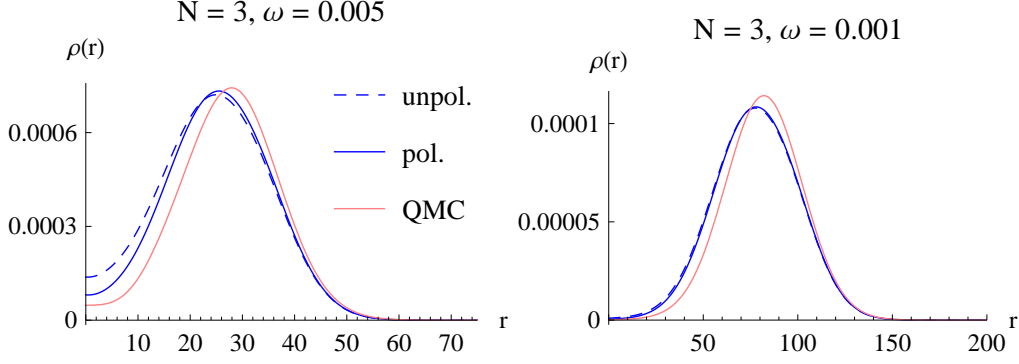 N = 3, ω = 0.005
ρ(r)
unpol.
pol.
QMC
0.0006
0.0003
0
10 20 30 40 50 60 70 r
N = 3, ω = 0.001
ρ(r)
0.0001
0.00005
0
50 100 150 200 r